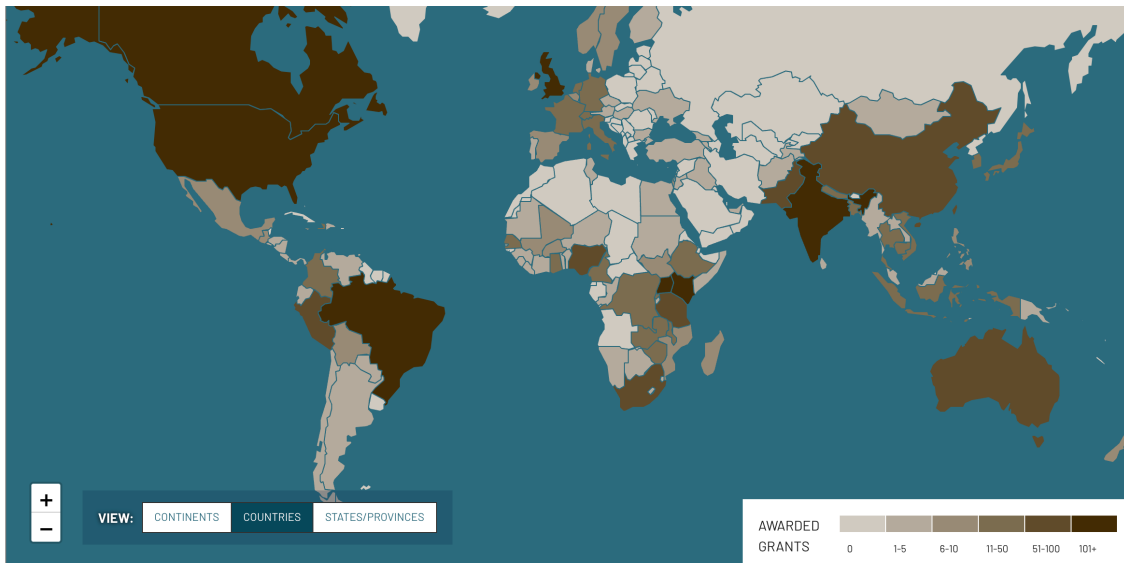 +
−
VIEW: CONTINENTS COUNTRIES STATES/PROVINCES
AWARDED
GRANTS
0 1-5 6-10 11-50 51-100 101+